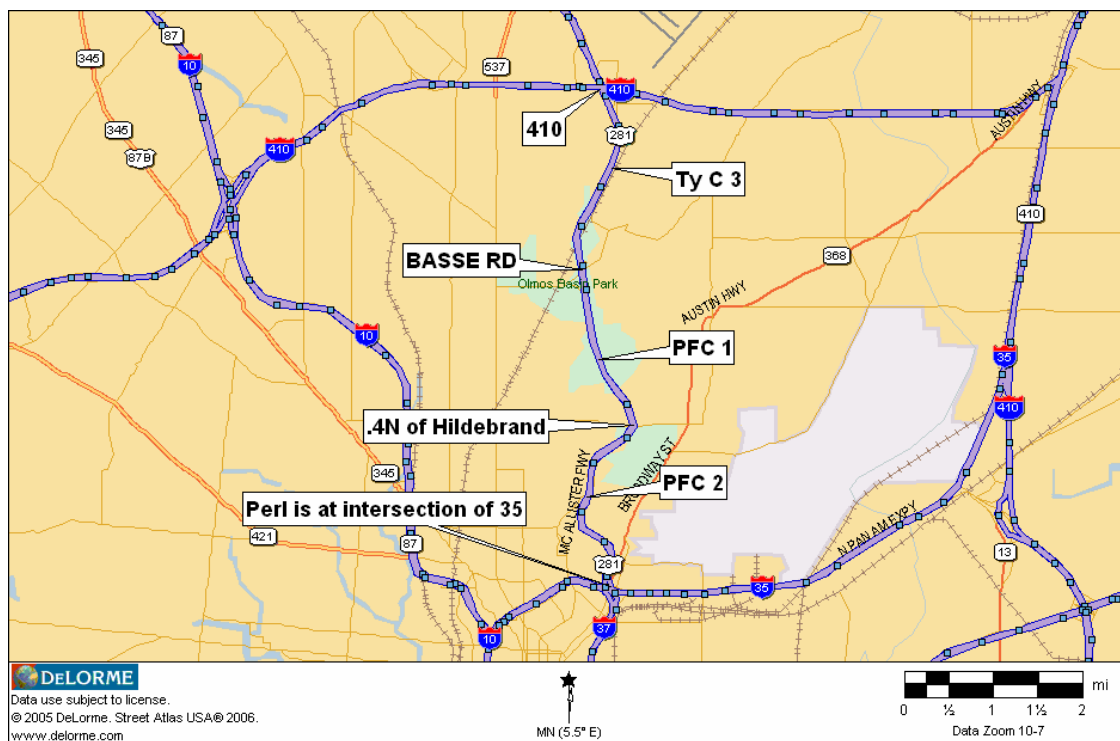 87
345
10
537
410
410
281
AUSTIN HWY
345
87B
410
Ty C 3
410
BASSE RD
368
Olmos Basin Park
AUSTIN HWY
10
PFC 1
35
410
.4N of Hildebrand
345
BROADWAY ST
PFC 2
MC ALLISTER FWY
Perl is at intersection of 35
N PAN AM EXPY
421
87
13
281
35
10
37
DELORME
Data use subject to license.
© 2005 DeLorme. Street Atlas USA® 2006.
www.delorme.com
MN (5.5° E)
mi
0 ½ 1 1½ 2
Data Zoom 10-7